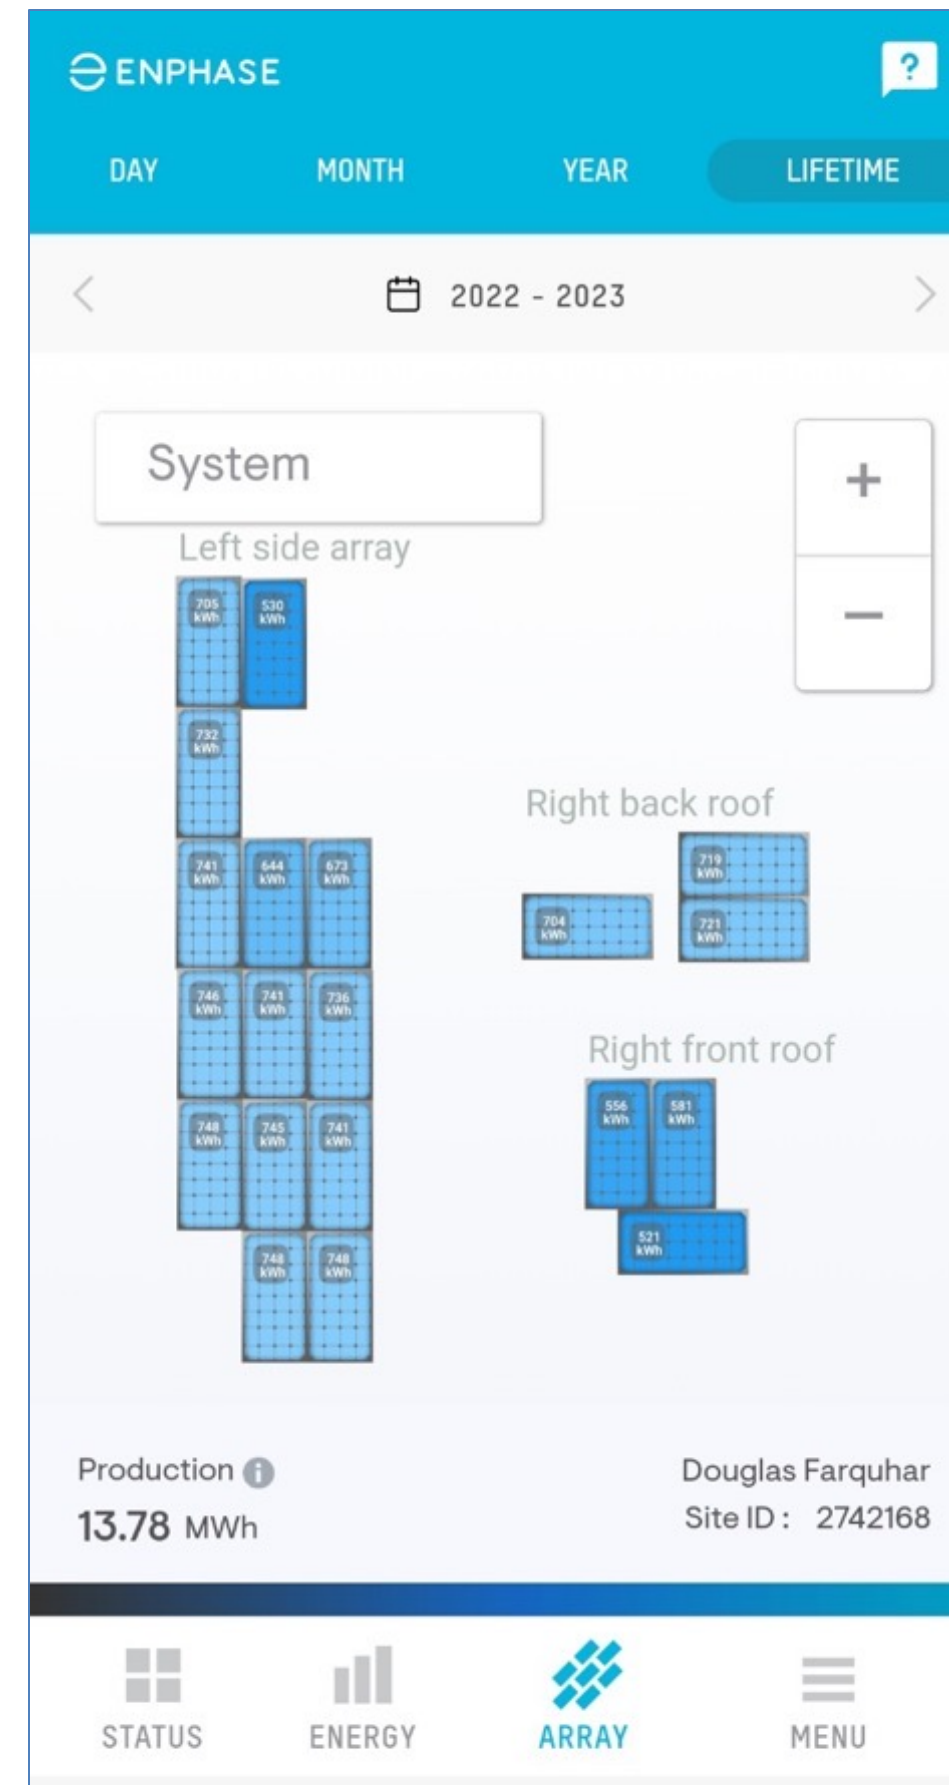 ENPHASE
?
DAY MONTH YEAR LIFETIME
2022 - 2023
System
+
−
Left side array
705 kWh
530 kWh
732 kWh
741 kWh
644 kWh
673 kWh
746 kWh
741 kWh
736 kWh
748 kWh
745 kWh
741 kWh
748 kWh
748 kWh
Right back roof
719 kWh
704 kWh
721 kWh
Right front roof
556 kWh
581 kWh
521 kWh
Production i
13.78 MWh
Douglas Farquhar
Site ID : 2742168
STATUS ENERGY ARRAY MENU